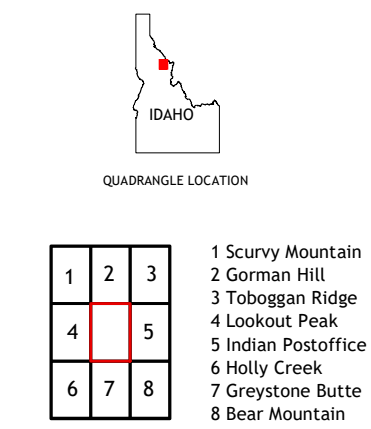 IDAHO
QUADRANGLE LOCATION
1 2 3
4 5
6 7 8
1 Scurvy Mountain
2 Gorman Hill
3 Toboggan Ridge
4 Lookout Peak
5 Indian Postoffice
6 Holly Creek
7 Greystone Butte
8 Bear Mountain